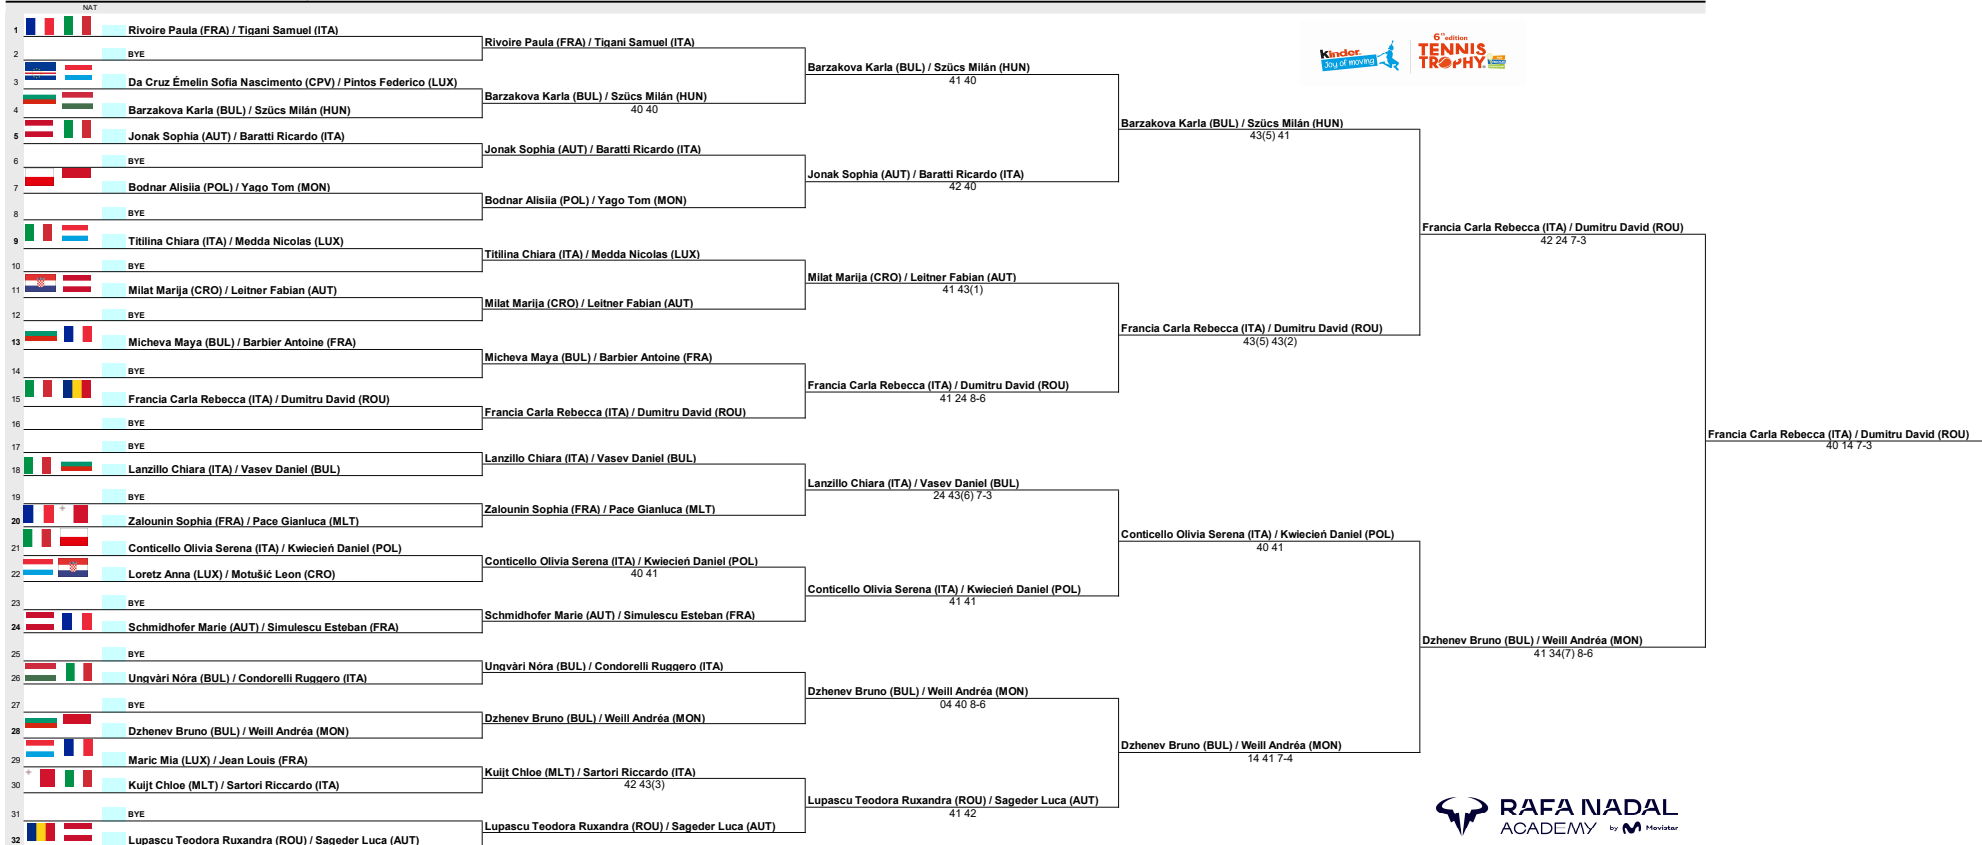 NAT
1 Rivoire Paula (FRA) / Tigani Samuel (ITA)
2 BYE
3 Da Cruz Émelin Sofia Nascimento (CPV) / Pintos Federico (LUX)
4 Barzakova Karla (BUL) / Szücs Milán (HUN)
5 Jonak Sophia (AUT) / Baratti Ricardo (ITA)
6 BYE
7 Bodnar Alisiia (POL) / Yago Tom (MON)
8 BYE
9 Titilina Chiara (ITA) / Medda Nicolas (LUX)
10 BYE
11 Milat Marija (CRO) / Leitner Fabian (AUT)
12 BYE
13 Micheva Maya (BUL) / Barbier Antoine (FRA)
14 BYE
15 Francia Carla Rebecca (ITA) / Dumitru David (ROU)
16 BYE
17 BYE
18 Lanzillo Chiara (ITA) / Vasev Daniel (BUL)
19 BYE
20 Zalounin Sophia (FRA) / Pace Gianluca (MLT)
21 Conticello Olivia Serena (ITA) / Kwiecień Daniel (POL)
22 Loretz Anna (LUX) / Motušić Leon (CRO)
23 BYE
24 Schmidhofer Marie (AUT) / Simulescu Esteban (FRA)
25 BYE
26 Ungvàri Nóra (BUL) / Condorelli Ruggero (ITA)
27 BYE
28 Dzhenev Bruno (BUL) / Weill Andréa (MON)
29 Maric Mia (LUX) / Jean Louis (FRA)
30 Kuijt Chloe (MLT) / Sartori Riccardo (ITA)
31 BYE
32 Lupascu Teodora Ruxandra (ROU) / Sageder Luca (AUT)
Rivoire Paula (FRA) / Tigani Samuel (ITA)
Barzakova Karla (BUL) / Szücs Milán (HUN)
40 40
Jonak Sophia (AUT) / Baratti Ricardo (ITA)
Bodnar Alisiia (POL) / Yago Tom (MON)
Titilina Chiara (ITA) / Medda Nicolas (LUX)
Milat Marija (CRO) / Leitner Fabian (AUT)
Micheva Maya (BUL) / Barbier Antoine (FRA)
Francia Carla Rebecca (ITA) / Dumitru David (ROU)
Lanzillo Chiara (ITA) / Vasev Daniel (BUL)
Zalounin Sophia (FRA) / Pace Gianluca (MLT)
Conticello Olivia Serena (ITA) / Kwiecień Daniel (POL)
40 41
Schmidhofer Marie (AUT) / Simulescu Esteban (FRA)
Ungvàri Nóra (BUL) / Condorelli Ruggero (ITA)
Dzhenev Bruno (BUL) / Weill Andréa (MON)
Kuijt Chloe (MLT) / Sartori Riccardo (ITA)
42 43(3)
Lupascu Teodora Ruxandra (ROU) / Sageder Luca (AUT)
Barzakova Karla (BUL) / Szücs Milán (HUN)
41 40
Jonak Sophia (AUT) / Baratti Ricardo (ITA)
42 40
Milat Marija (CRO) / Leitner Fabian (AUT)
41 43(1)
Francia Carla Rebecca (ITA) / Dumitru David (ROU)
41 24 8-6
Lanzillo Chiara (ITA) / Vasev Daniel (BUL)
24 43(6) 7-3
Conticello Olivia Serena (ITA) / Kwiecień Daniel (POL)
41 41
Dzhenev Bruno (BUL) / Weill Andréa (MON)
04 40 8-6
Lupascu Teodora Ruxandra (ROU) / Sageder Luca (AUT)
41 42
Barzakova Karla (BUL) / Szücs Milán (HUN)
43(5) 41
Francia Carla Rebecca (ITA) / Dumitru David (ROU)
43(5) 43(2)
Conticello Olivia Serena (ITA) / Kwiecień Daniel (POL)
40 41
Dzhenev Bruno (BUL) / Weill Andréa (MON)
14 41 7-4
Francia Carla Rebecca (ITA) / Dumitru David (ROU)
42 24 7-3
Dzhenev Bruno (BUL) / Weill Andréa (MON)
41 34(7) 8-6
Francia Carla Rebecca (ITA) / Dumitru David (ROU)
40 14 7-3
Kinder
Joy of moving
6th edition
TENNIS
TROPHY
RAFA NADAL
ACADEMY by Movistar